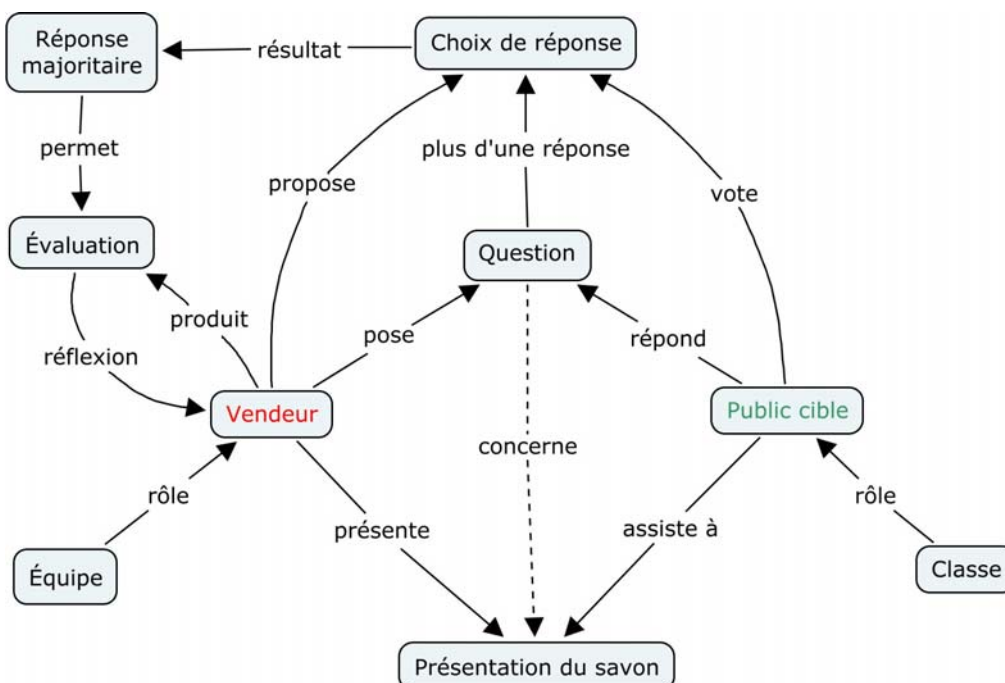 Réponse
majoritaire
résultat
Choix de réponse
permet
plus d'une réponse
propose
vote
Évaluation
Question
produit
pose
répond
réflexion
Vendeur
Public cible
concerne
rôle
présente
assiste à
rôle
Équipe
Classe
Présentation du savon